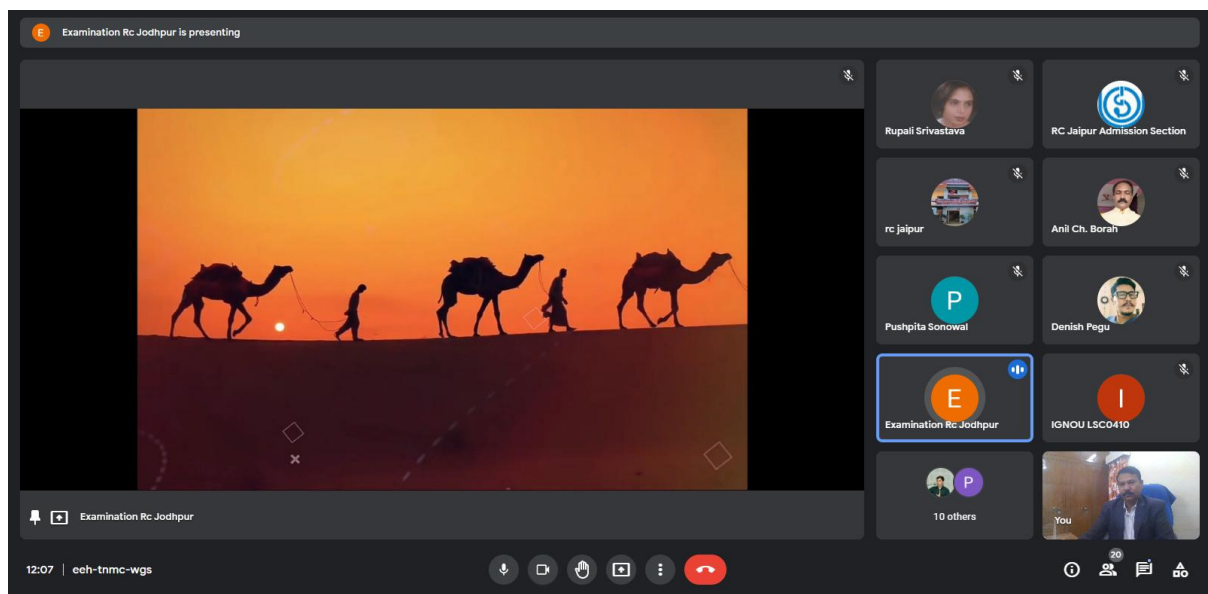 E Examination Rc Jodhpur is presenting
Rupali Srivastava
RC Jaipur Admission Section
rc jaipur
Anil Ch. Borah
P
Pushpita Sonowal
Denish Pegu
E
Examination Rc Jodhpur
I
IGNOU LSC0410
P
10 others
You
Examination Rc Jodhpur
12:07 | eeh-tnmc-wgs
20